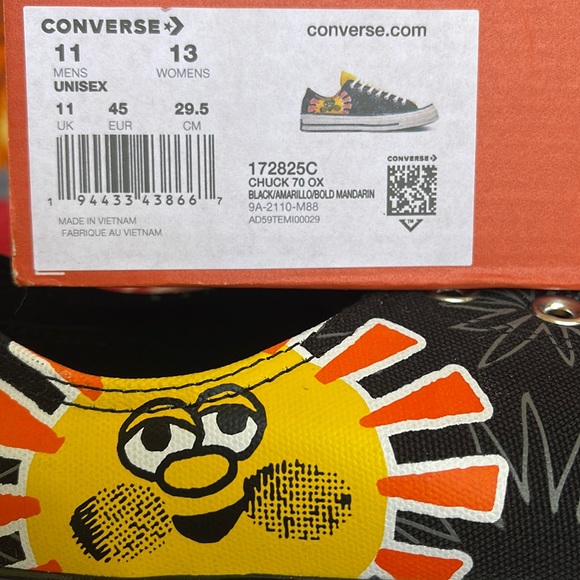 CONVERSE converse.com
11 13
MENS WOMENS
UNISEX
11 45 29.5
UK EUR CM
1 94433 43866 7
172825C
CHUCK 70 OX
BLACK/AMARILLO/BOLD MANDARIN
9A-2110-M88
AD59TEMI00029
CONVERSE
MADE IN VIETNAM
FABRIQUE AU VIETNAM